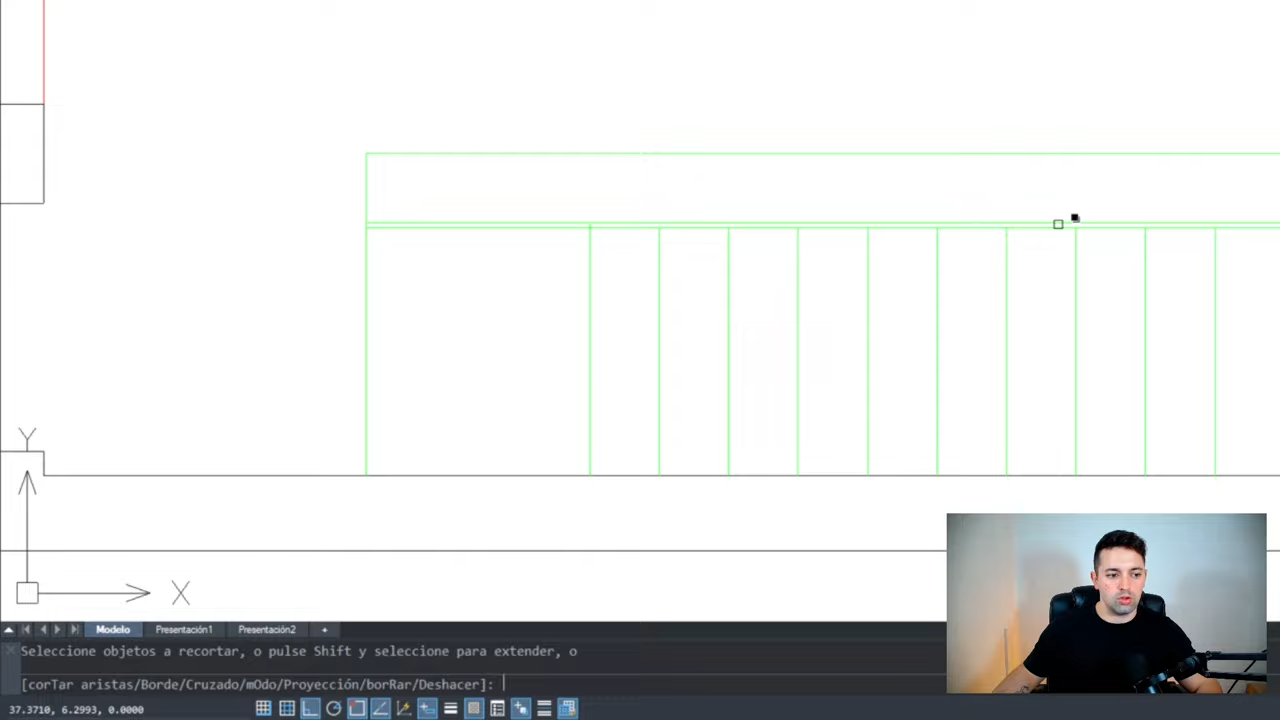 Y
X
Modelo Presentación1 Presentación2 +
Seleccione objetos a recortar, o pulse Shift y seleccione para extender, o
[corTar aristas/Borde/Cruzado/mOdo/Proyección/borRar/Deshacer]:
37.3710, 6.2993, 0.0000